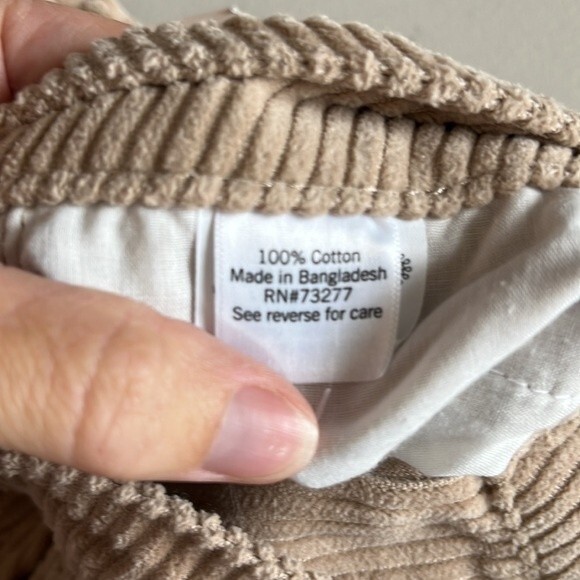 100% Cotton
Made in Bangladesh
RN#73277
See reverse for care